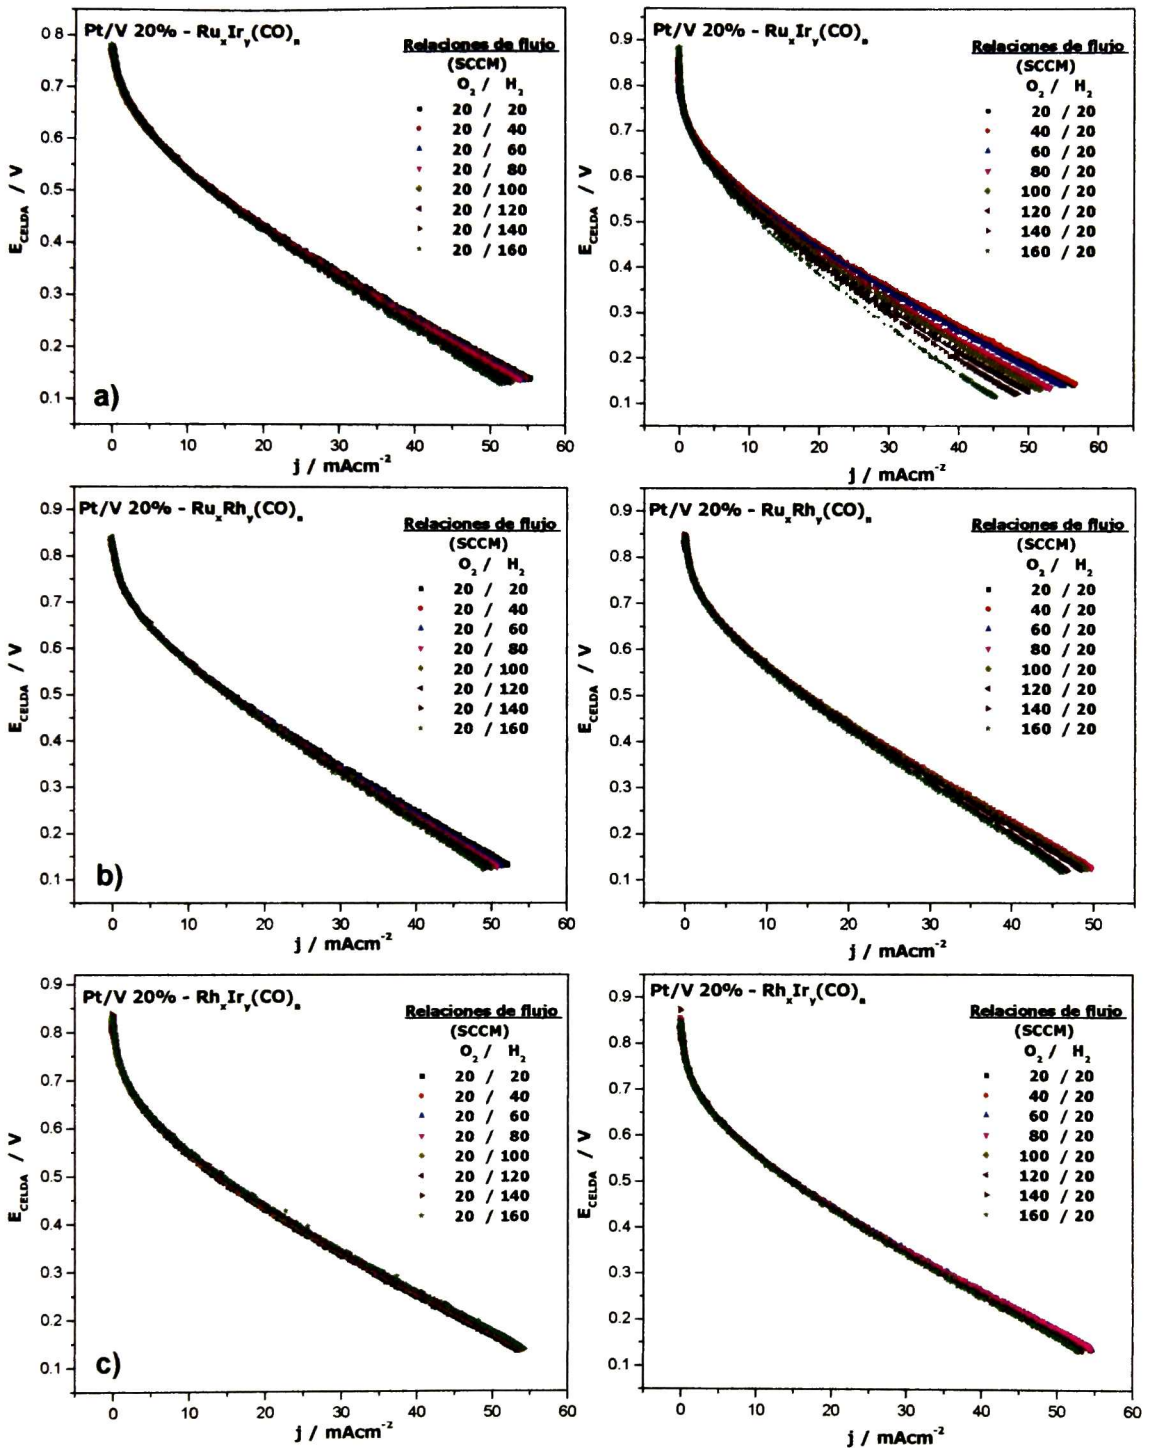 Pt/V 20% - RuxIry(CO)n
Relaciones de flujo
(SCCM)
O2 / H2
20 / 20
20 / 40
20 / 60
20 / 80
20 / 100
20 / 120
20 / 140
20 / 160
0.8
0.7
0.6
0.5
0.4
0.3
0.2
0.1
ECELDA / V
a)
0 10 20 30 40 50 60
j / mAcm-2
Pt/V 20% - RuxIry(CO)n
Relaciones de flujo
(SCCM)
O2 / H2
20 / 20
40 / 20
60 / 20
80 / 20
100 / 20
120 / 20
140 / 20
160 / 20
0.9
0.8
0.7
0.6
0.5
0.4
0.3
0.2
0.1
ECELDA / V
0 10 20 30 40 50 60
j / mAcm-2
Pt/V 20% - RuxRhy(CO)n
Relaciones de flujo
(SCCM)
O2 / H2
20 / 20
20 / 40
20 / 60
20 / 80
20 / 100
20 / 120
20 / 140
20 / 160
0.9
0.8
0.7
0.6
0.5
0.4
0.3
0.2
0.1
ECELDA / V
b)
0 10 20 30 40 50 60
j / mAcm-2
Pt/V 20% - RuxRhy(CO)n
Relaciones de flujo
(SCCM)
O2 / H2
20 / 20
40 / 20
60 / 20
80 / 20
100 / 20
120 / 20
140 / 20
160 / 20
0.9
0.8
0.7
0.6
0.5
0.4
0.3
0.2
0.1
ECELDA / V
0 10 20 30 40 50
j / mAcm-2
Pt/V 20% - RhxIry(CO)n
Relaciones de flujo
(SCCM)
O2 / H2
20 / 20
20 / 40
20 / 60
20 / 80
20 / 100
20 / 120
20 / 140
20 / 160
0.9
0.8
0.7
0.6
0.5
0.4
0.3
0.2
0.1
ECELDA / V
c)
0 10 20 30 40 50 60
j / mAcm-2
Pt/V 20% - RhxIry(CO)n
Relaciones de flujo
(SCCM)
O2 / H2
20 / 20
40 / 20
60 / 20
80 / 20
100 / 20
120 / 20
140 / 20
160 / 20
0.9
0.8
0.7
0.6
0.5
0.4
0.3
0.2
0.1
ECELDA / V
0 10 20 30 40 50 60
j / mAcm-2